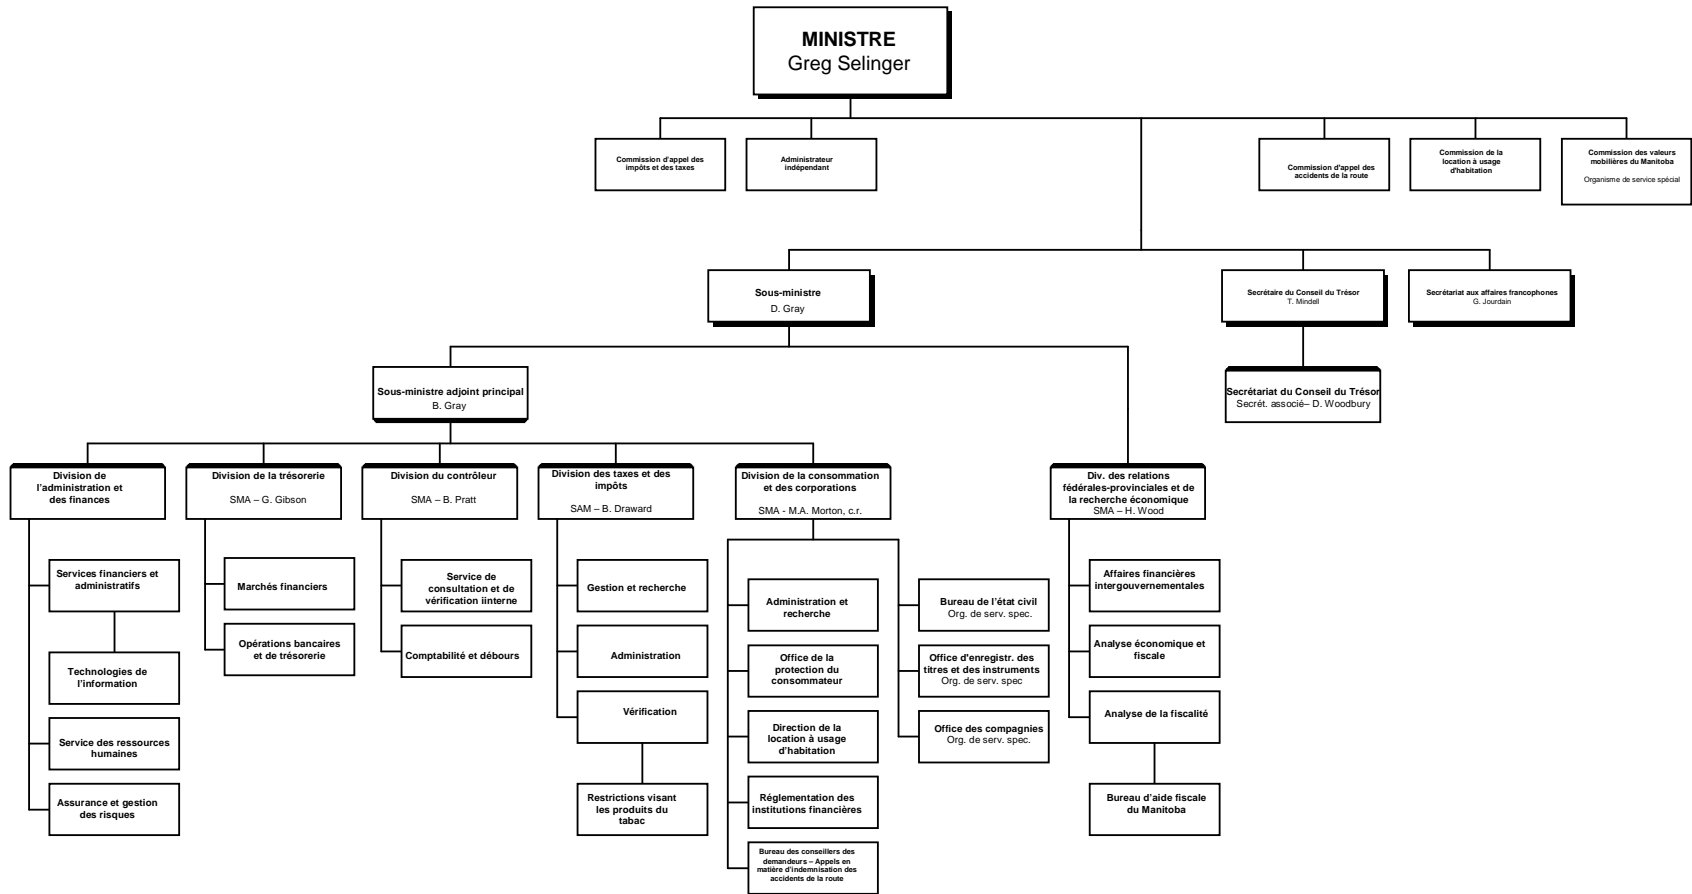 MINISTRE
Greg Selinger
Commission d'appel des
impôts et des taxes
Administrateur
indépendant
Commission d'appel des
accidents de la route
Commission de la
location à usage
d'habitation
Commission des valeurs
mobilières du Manitoba
Organisme de service spécial
Sous-ministre
D. Gray
Secrétaire du Conseil du Trésor
T. Mindell
Secrétariat aux affaires francophones
G. Jourdain
Sous-ministre adjoint principal
B. Gray
Secrétariat du Conseil du Trésor
Secrét. associé– D. Woodbury
Division de
l'administration et
des finances
Division de la trésorerie
SMA – G. Gibson
Division du contrôleur
SMA – B. Pratt
Division des taxes et des
impôts
SAM – B. Draward
Division de la consommation
et des corporations
SMA - M.A. Morton, c.r.
Div. des relations
fédérales-provinciales et de
la recherche économique
SMA – H. Wood
Services financiers et
administratifs
Technologies de
l'information
Service des ressources
humaines
Assurance et gestion
des risques
Marchés financiers
Opérations bancaires
et de trésorerie
Service de
consultation et de
vérification iinterne
Comptabilité et débours
Gestion et recherche
Administration
Vérification
Restrictions visant
les produits du
tabac
Administration et
recherche
Office de la
protection du
consommateur
Direction de la
location à usage
d'habitation
Réglementation des
institutions financières
Bureau des conseillers des
demandeurs – Appels en
matière d'indemnisation des
accidents de la route
Bureau de l'état civil
Org. de serv. spec.
Office d'enregistr. des
titres et des instruments
Org. de serv. spec
Office des compagnies
Org. de serv. spec.
Affaires financières
intergouvernementales
Analyse économique et
fiscale
Analyse de la fiscalité
Bureau d'aide fiscale
du Manitoba